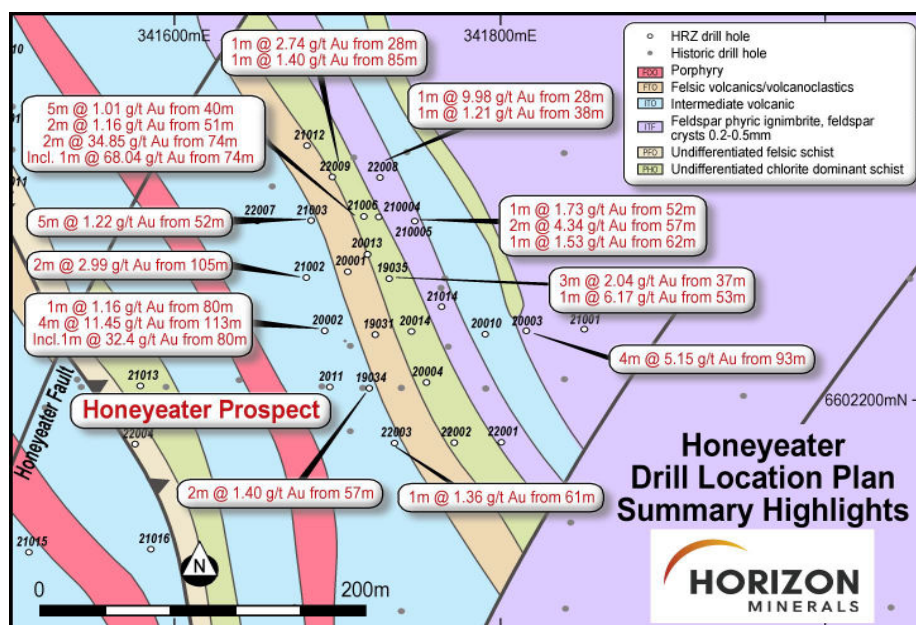 341600mE
341800mE
1m @ 2.74 g/t Au from 28m
1m @ 1.40 g/t Au from 85m
HRZ drill hole
Historic drill hole
FDO Porphyry
FTO Felsic volcanics/volcanoclastics
ITO Intermediate volcanic
ITF Feldspar phyric ignimbrite, feldspar
crysts 0.2-0.5mm
PFO Undifferentiated felsic schist
PHO Undifferentiated chlorite dominant schist
1m @ 9.98 g/t Au from 28m
1m @ 1.21 g/t Au from 38m
5m @ 1.01 g/t Au from 40m
2m @ 1.16 g/t Au from 51m
2m @ 34.85 g/t Au from 74m
Incl. 1m @ 68.04 g/t Au from 74m
21012
22009
22008
5m @ 1.22 g/t Au from 52m
22007
21003
21006
210004
210005
1m @ 1.73 g/t Au from 52m
2m @ 4.34 g/t Au from 57m
1m @ 1.53 g/t Au from 62m
2m @ 2.99 g/t Au from 105m
21002
20013
20001
19035
3m @ 2.04 g/t Au from 37m
1m @ 6.17 g/t Au from 53m
1m @ 1.16 g/t Au from 80m
4m @ 11.45 g/t Au from 113m
Incl.1m @ 32.4 g/t Au from 80m
20002
19031
20014
21014
20010
20003
21001
4m @ 5.15 g/t Au from 93m
Honeyeater Fault
21013
2011
19034
20004
6602200mN
Honeyeater Prospect
22004
22003
22002
22001
Honeyeater
Drill Location Plan
Summary Highlights
2m @ 1.40 g/t Au from 57m
1m @ 1.36 g/t Au from 61m
21015
21016
N
0
200m
HORIZON
MINERALS